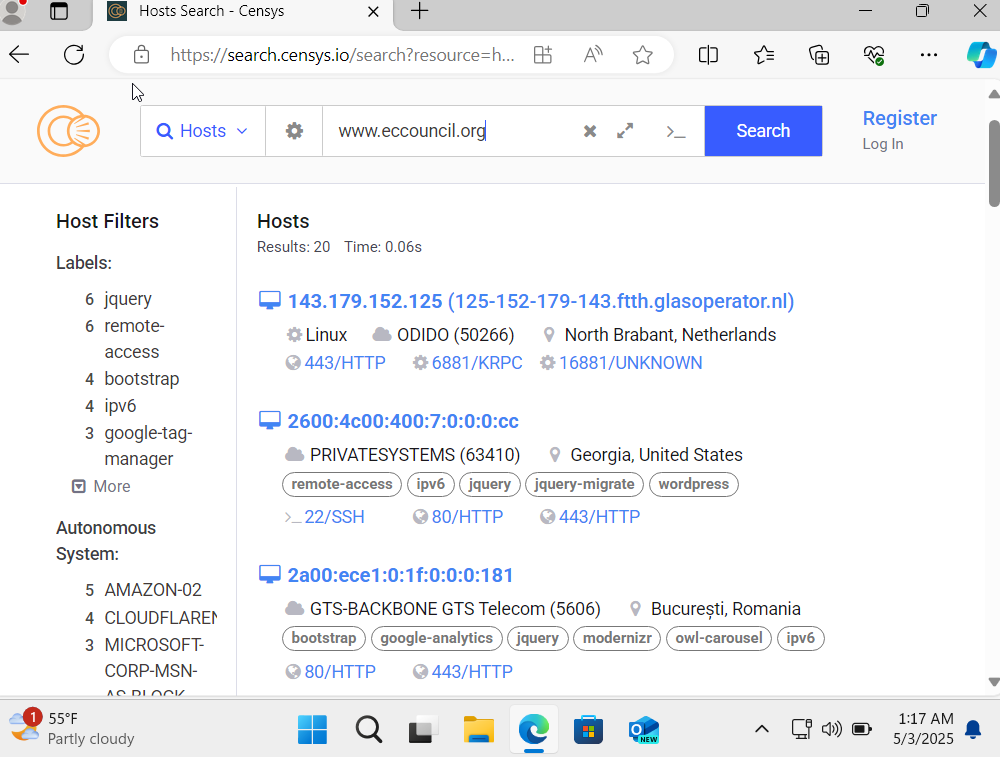 Hosts Search - Censys
https://search.censys.io/search?resource=h...
Hosts
www.eccouncil.org
Search
Register
Log In
Host Filters
Labels:
6 jquery
6 remote-
access
4 bootstrap
4 ipv6
3 google-tag-
manager
More
Autonomous
System:
5 AMAZON-02
4 CLOUDFLAREN
3 MICROSOFT-
CORP-MSN-
AS-BLOCK
Hosts
Results: 20 Time: 0.06s
143.179.152.125 (125-152-179-143.ftth.glasoperator.nl)
Linux ODIDO (50266) North Brabant, Netherlands
443/HTTP 6881/KRPC 16881/UNKNOWN
2600:4c00:400:7:0:0:0:cc
PRIVATESYSTEMS (63410) Georgia, United States
remote-access ipv6 jquery jquery-migrate wordpress
22/SSH 80/HTTP 443/HTTP
2a00:ece1:0:1f:0:0:0:181
GTS-BACKBONE GTS Telecom (5606) București, Romania
bootstrap google-analytics jquery modernizr owl-carousel ipv6
80/HTTP 443/HTTP
1
55°F
Partly cloudy
NEW
1:17 AM
5/3/2025